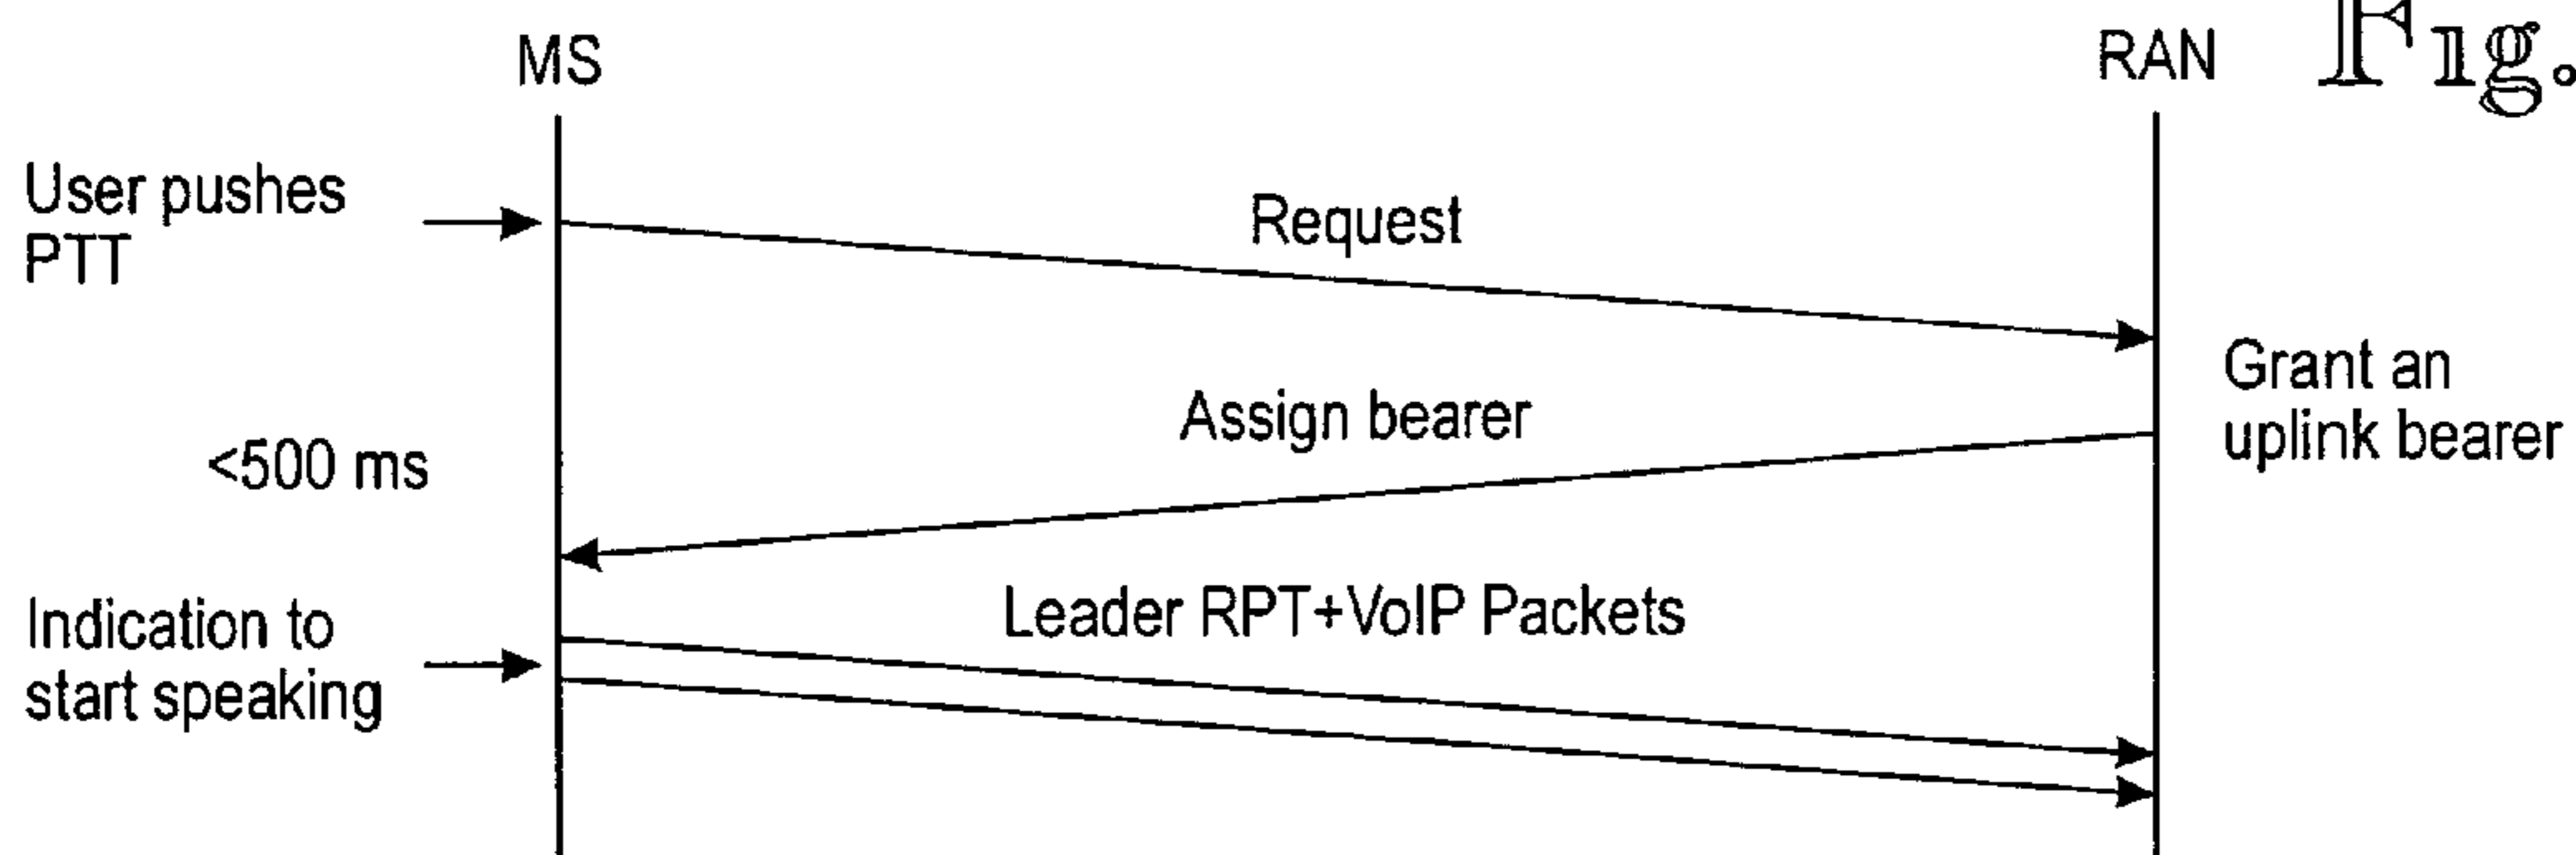 MS
RAN
Fig.
User pushes
PTT
Request
Grant an
uplink bearer
Assign bearer
<500 ms
Leader RPT+VoIP Packets
Indication to
start speaking